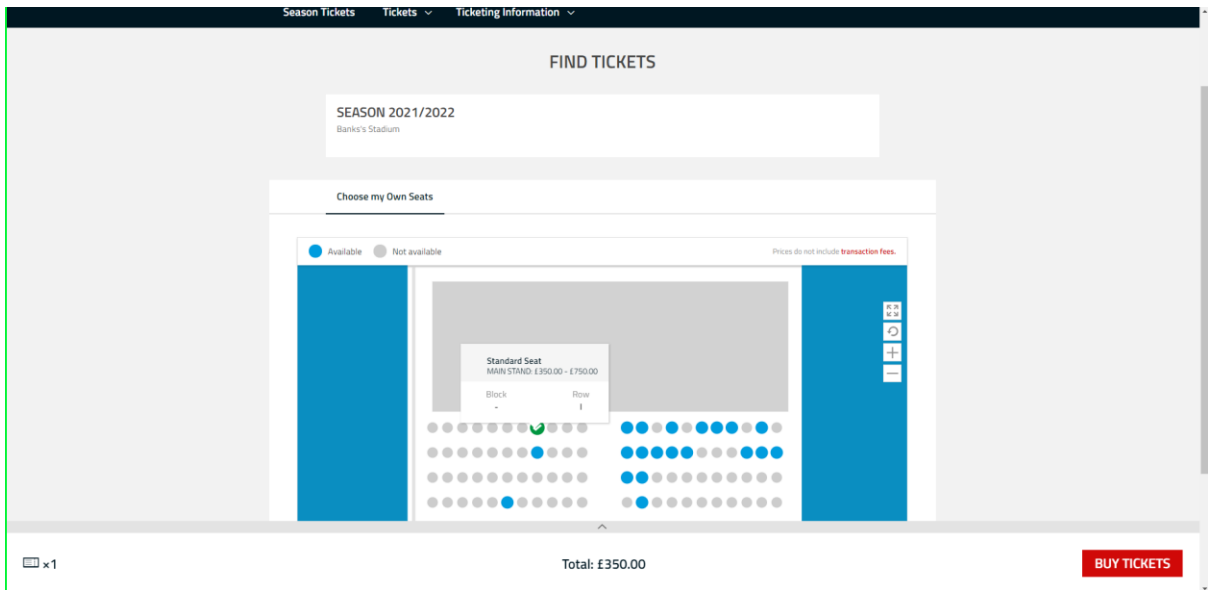 Season Tickets Tickets Ticketing Information
FIND TICKETS
SEASON 2021/2022
Banks's Stadium
Choose my Own Seats
Available Not available Prices do not include transaction fees.
Standard Seat
MAIN STAND: £350.00 - £750.00
Block Row
- I
×1 Total: £350.00 BUY TICKETS